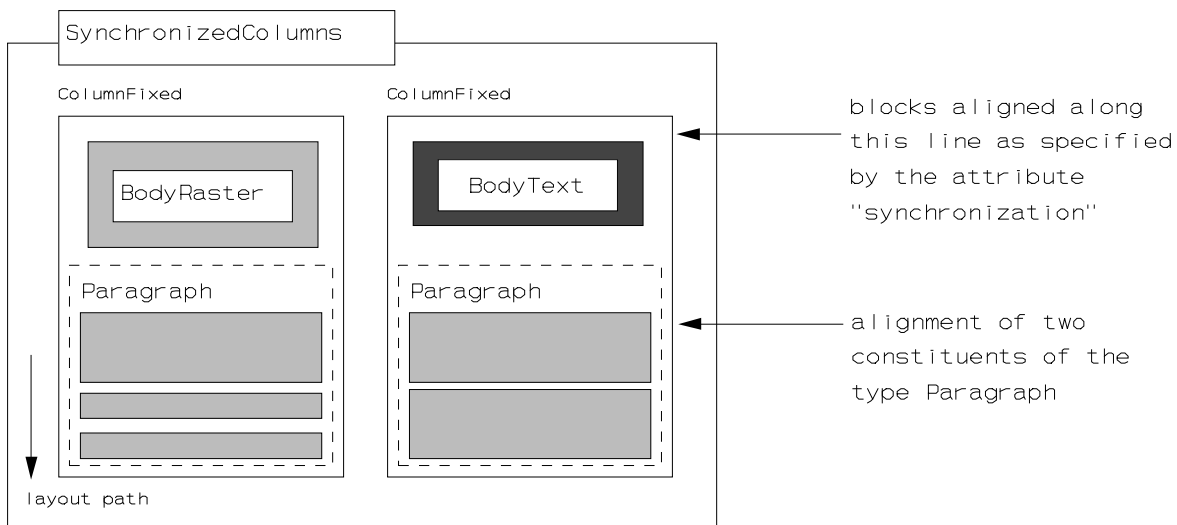 SynchronizedColumns
ColumnFixed
ColumnFixed
BodyRaster
BodyText
Paragraph
Paragraph
layout path
blocks aligned along
this line as specified
by the attribute
"synchronization"
alignment of two
constituents of the
type Paragraph